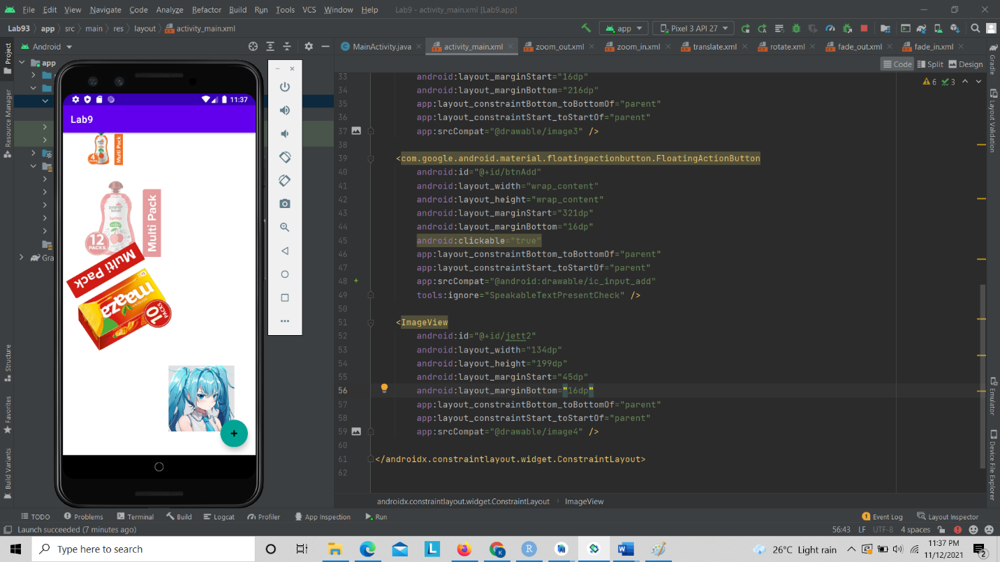 File Edit View Navigate Code Analyze Refactor Build Run Tools VCS Window Help Lab9 - activity_main.xml [Lab9.app]
Lab93 app src main res layout activity_main.xml app Pixel 3 API 27
Project
Android
MainActivity.java activity_main.xml zoom_out.xml zoom_in.xml translate.xml rotate.xml fade_out.xml fade_in.xml
Code Split Design
app
Gra
Resource Manager
Structure
Favorites
Build Variants
11:37
Lab9
4
Multi Pack
12
PACKS
Multi Pack
Multi Pack
maaza
10
PACKS
+
6 3
33 android:layout_marginStart="16dp"
34 android:layout_marginBottom="216dp"
35 app:layout_constraintBottom_toBottomOf="parent"
36 app:layout_constraintStart_toStartOf="parent"
37 app:srcCompat="@drawable/image3" />
38
39 <com.google.android.material.floatingactionbutton.FloatingActionButton
40 android:id="@+id/btnAdd"
41 android:layout_width="wrap_content"
42 android:layout_height="wrap_content"
43 android:layout_marginStart="321dp"
44 android:layout_marginBottom="16dp"
45 android:clickable="true"
46 app:layout_constraintBottom_toBottomOf="parent"
47 app:layout_constraintStart_toStartOf="parent"
48 app:srcCompat="@android:drawable/ic_input_add"
49 tools:ignore="SpeakableTextPresentCheck" />
50
51 <ImageView
52 android:id="@+id/jett2"
53 android:layout_width="134dp"
54 android:layout_height="199dp"
55 android:layout_marginStart="45dp"
56 android:layout_marginBottom="16dp"
57 app:layout_constraintBottom_toBottomOf="parent"
58 app:layout_constraintStart_toStartOf="parent"
59 app:srcCompat="@drawable/image4" />
60
61 </androidx.constraintlayout.widget.ConstraintLayout>
62
androidx.constraintlayout.widget.ConstraintLayout ImageView
Gradle
Layout Validation
Emulator
Device File Explorer
TODO Problems Terminal Build Logcat Profiler App Inspection Run 1 Event Log Layout Inspector
Launch succeeded (7 minutes ago) 56:43 LF UTF-8 4 spaces
Type here to search
L
K
R
W
26°C Light rain
11:37 PM
11/12/2021
2